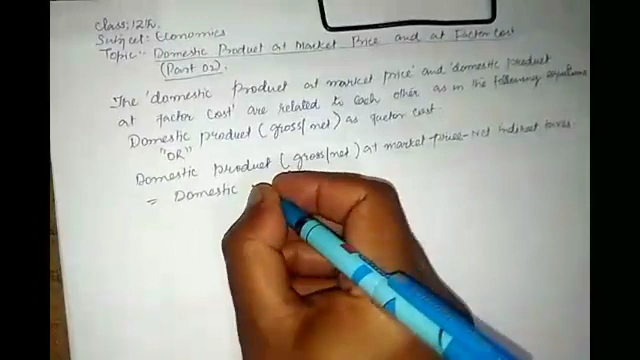 Class: 12th.
Subject: Economics
Topic:- Domestic Product at Market Price and at Factor Cost
(Part 02).
The 'domestic product at market price' and 'domestic product
at factor cost' are related to each other as in the following equations
Domestic product (gross/net) as factor cost.
"OR"
Domestic product (gross/net) at market price - Net indirect taxes.
= Domestic